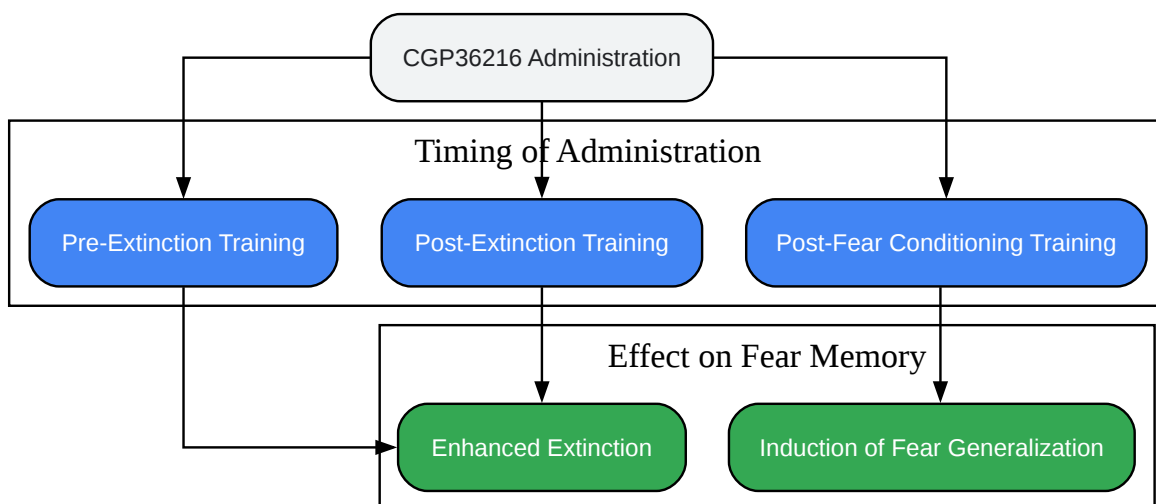 CGP36216 Administration
Timing of Administration
Pre-Extinction Training
Post-Extinction Training
Post-Fear Conditioning Training
Effect on Fear Memory
Enhanced Extinction
Induction of Fear Generalization